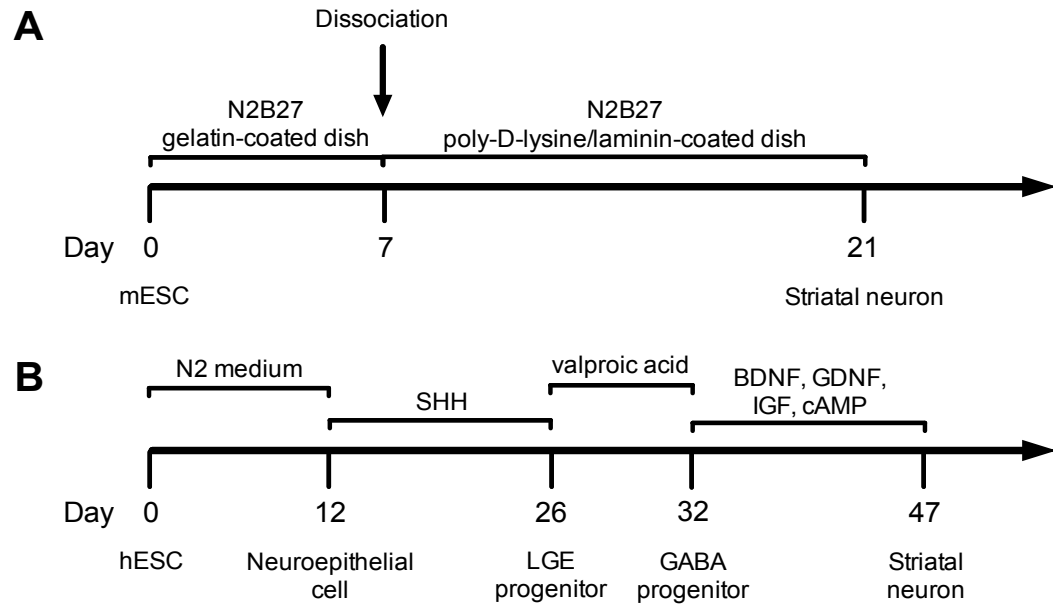 A
Dissociation
N2B27
gelatin-coated dish
N2B27
poly-D-lysine/laminin-coated dish
Day 0 7 21
mESC Striatal neuron
B
N2 medium
SHH
valproic acid
BDNF, GDNF,
IGF, cAMP
Day 0 12 26 32 47
hESC
Neuroepithelial
cell
LGE
progenitor
GABA
progenitor
Striatal
neuron